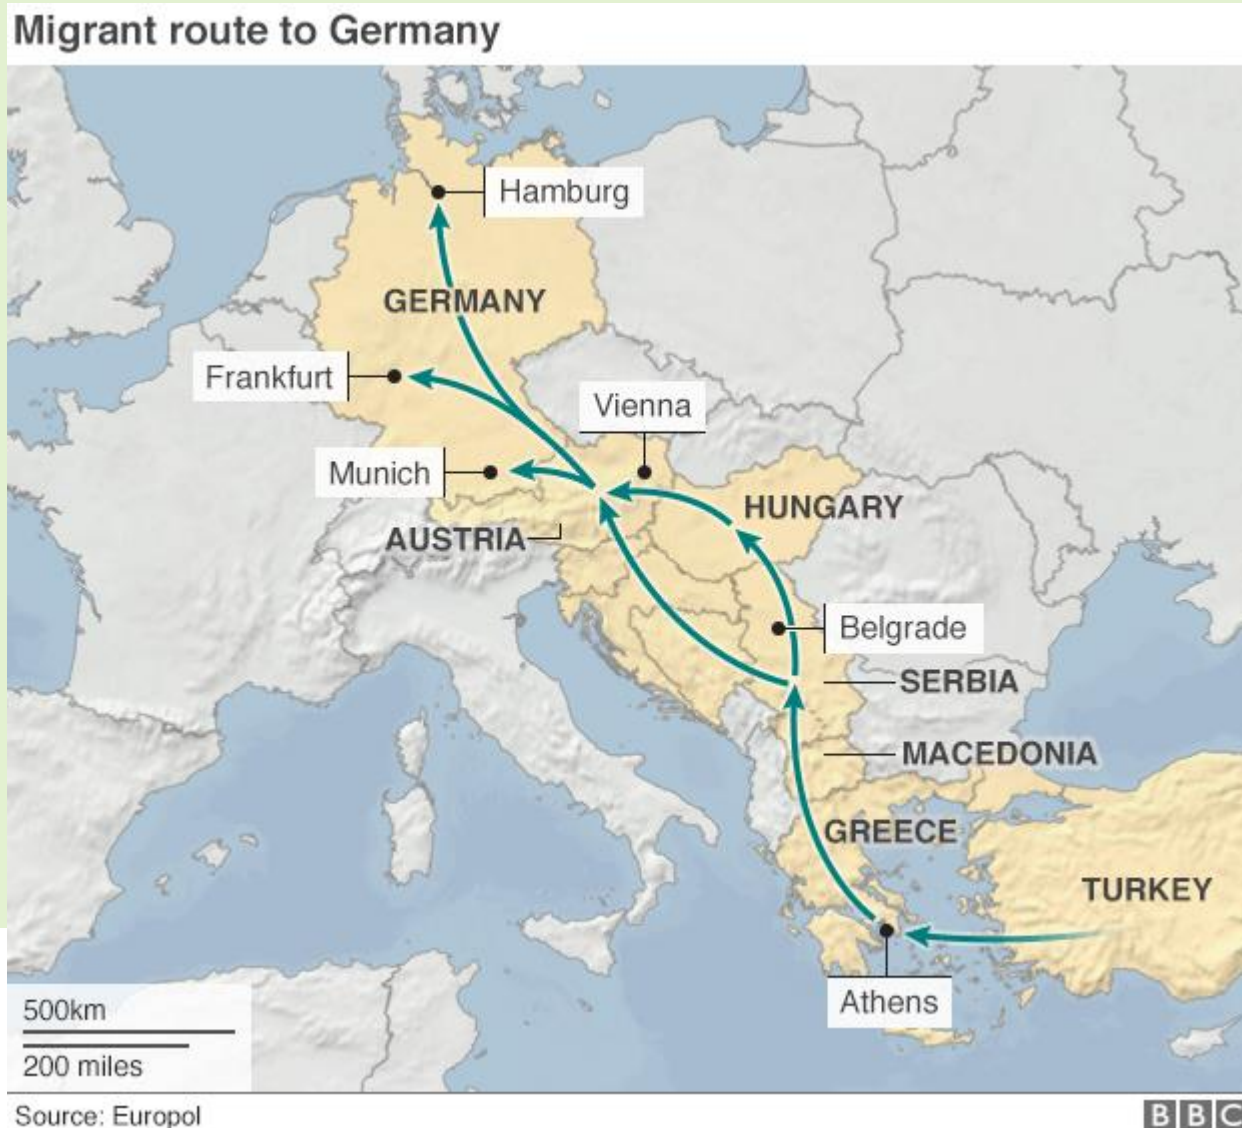 Migrant route to Germany
Hamburg
GERMANY
Frankfurt
Vienna
Munich
HUNGARY
AUSTRIA
Belgrade
SERBIA
MACEDONIA
GREECE
TURKEY
Athens
500km
200 miles
Source: Europol
BBC